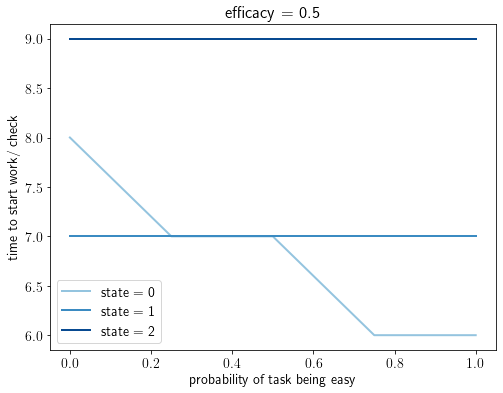 efficacy = 0.5
time to start work/ check
9.0
8.5
8.0
7.5
7.0
6.5
6.0
state = 0
state = 1
state = 2
0.0 0.2 0.4 0.6 0.8 1.0
probability of task being easy